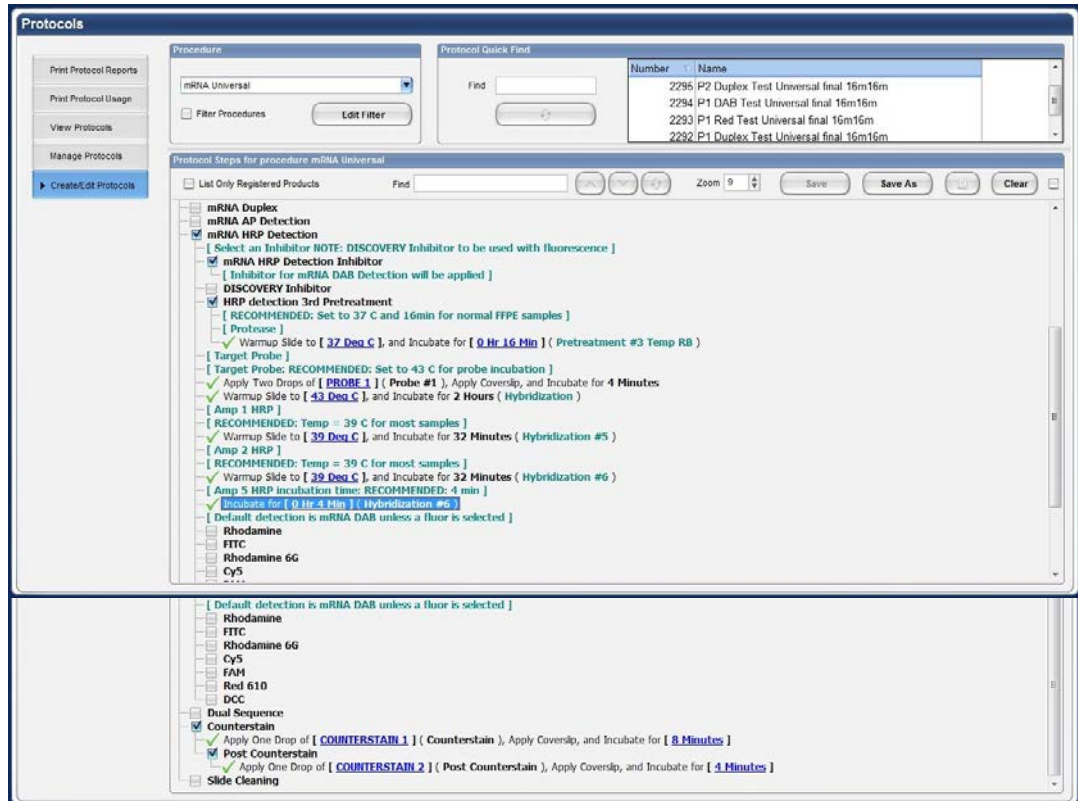 Protocols
Print Protocol Reports
Print Protocol Usage
View Protocols
Manage Protocols
Create/Edit Protocols
Procedure
mRNA Universal
Filter Procedures
Edit Filter
Protocol Quick Find
Find
Number Name
2295 P2 Duplex Test Universal final 16m16m
2294 P1 DAB Test Universal final 16m16m
2293 P1 Red Test Universal final 16m16m
2292 P1 Duplex Test Universal final 16m16m
Protocol Steps for procedure mRNA Universal
List Only Registered Products Find Zoom 9 Save Save As Clear
mRNA Duplex
mRNA AP Detection
mRNA HRP Detection
[ Select an Inhibitor NOTE: DISCOVERY Inhibitor to be used with fluorescence ]
mRNA HRP Detection Inhibitor
[ Inhibitor for mRNA DAB Detection will be applied ]
DISCOVERY Inhibitor
HRP detection 3rd Pretreatment
[ RECOMMENDED: Set to 37 C and 16min for normal FFPE samples ]
[ Protease ]
Warmup Slide to [ 37 Deg C ], and Incubate for [ 0 Hr 16 Min ] ( Pretreatment #3 Temp RB )
[ Target Probe ]
[ Target Probe: RECOMMENDED: Set to 43 C for probe incubation ]
Apply Two Drops of [ PROBE 1 ] ( Probe #1 ), Apply Coverslip, and Incubate for 4 Minutes
Warmup Slide to [ 43 Deg C ], and Incubate for 2 Hours ( Hybridization )
[ Amp 1 HRP ]
[ RECOMMENDED: Temp = 39 C for most samples ]
Warmup Slide to [ 39 Deg C ], and Incubate for 32 Minutes ( Hybridization #5 )
[ Amp 2 HRP ]
[ RECOMMENDED: Temp = 39 C for most samples ]
Warmup Slide to [ 39 Deg C ], and Incubate for 32 Minutes ( Hybridization #6 )
[ Amp 5 HRP incubation time: RECOMMENDED: 4 min ]
Incubate for [ 0 Hr 4 Min ] ( Hybridization #6 )
[ Default detection is mRNA DAB unless a fluor is selected ]
Rhodamine
FITC
Rhodamine 6G
Cy5
[ Default detection is mRNA DAB unless a fluor is selected ]
Rhodamine
FITC
Rhodamine 6G
Cy5
FAM
Red 610
DCC
Dual Sequence
Counterstain
Apply One Drop of [ COUNTERSTAIN 1 ] ( Counterstain ), Apply Coverslip, and Incubate for [ 8 Minutes ]
Post Counterstain
Apply One Drop of [ COUNTERSTAIN 2 ] ( Post Counterstain ), Apply Coverslip, and Incubate for [ 4 Minutes ]
Slide Cleaning